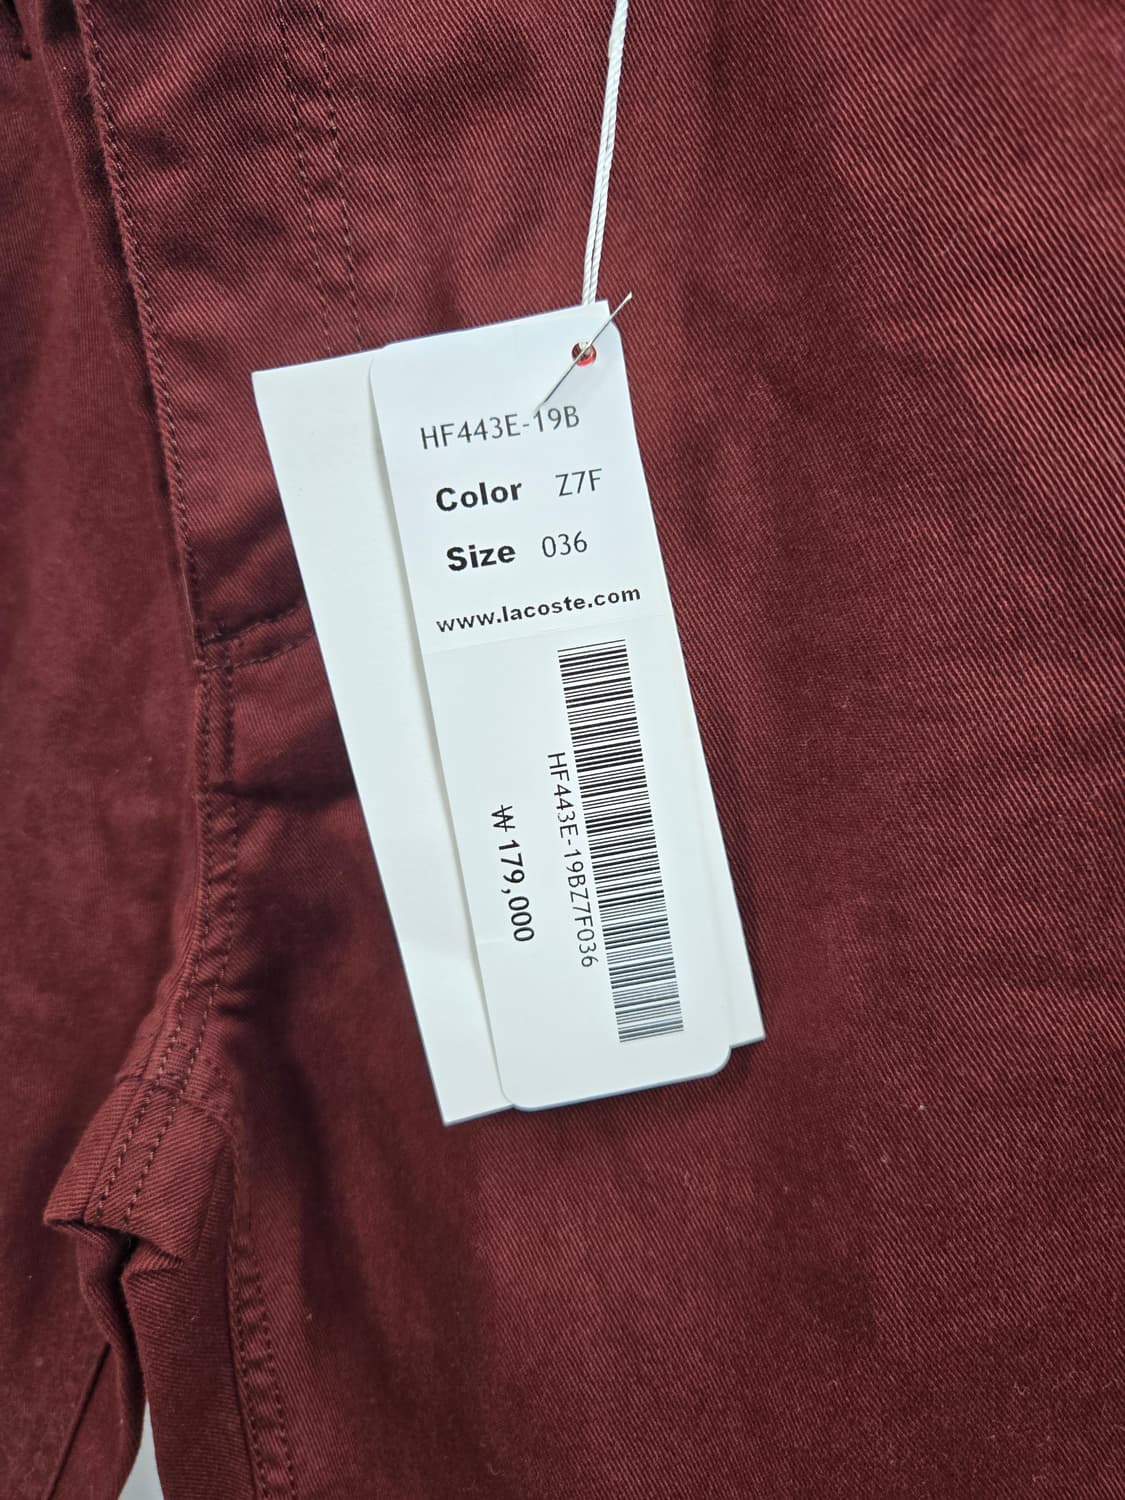 HF443E-19B
Color Z7F
Size 036
www.lacoste.com
HF443E-19BZ7F036
₩ 179,000